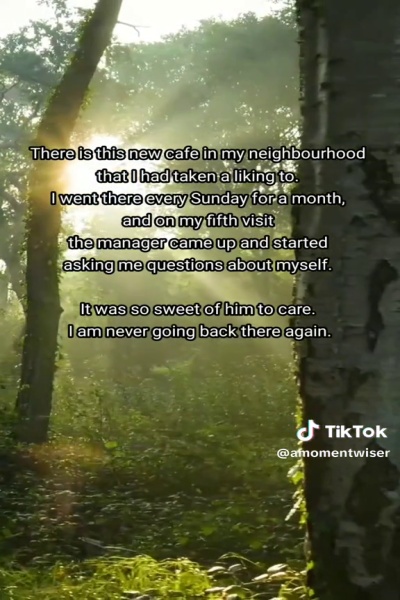 There is this new cafe in my neighbourhood
that I had taken a liking to.
I went there every Sunday for a month,
and on my fifth visit
the manager came up and started
asking me questions about myself.
It was so sweet of him to care.
I am never going back there again.
TikTok
@amomentwiser